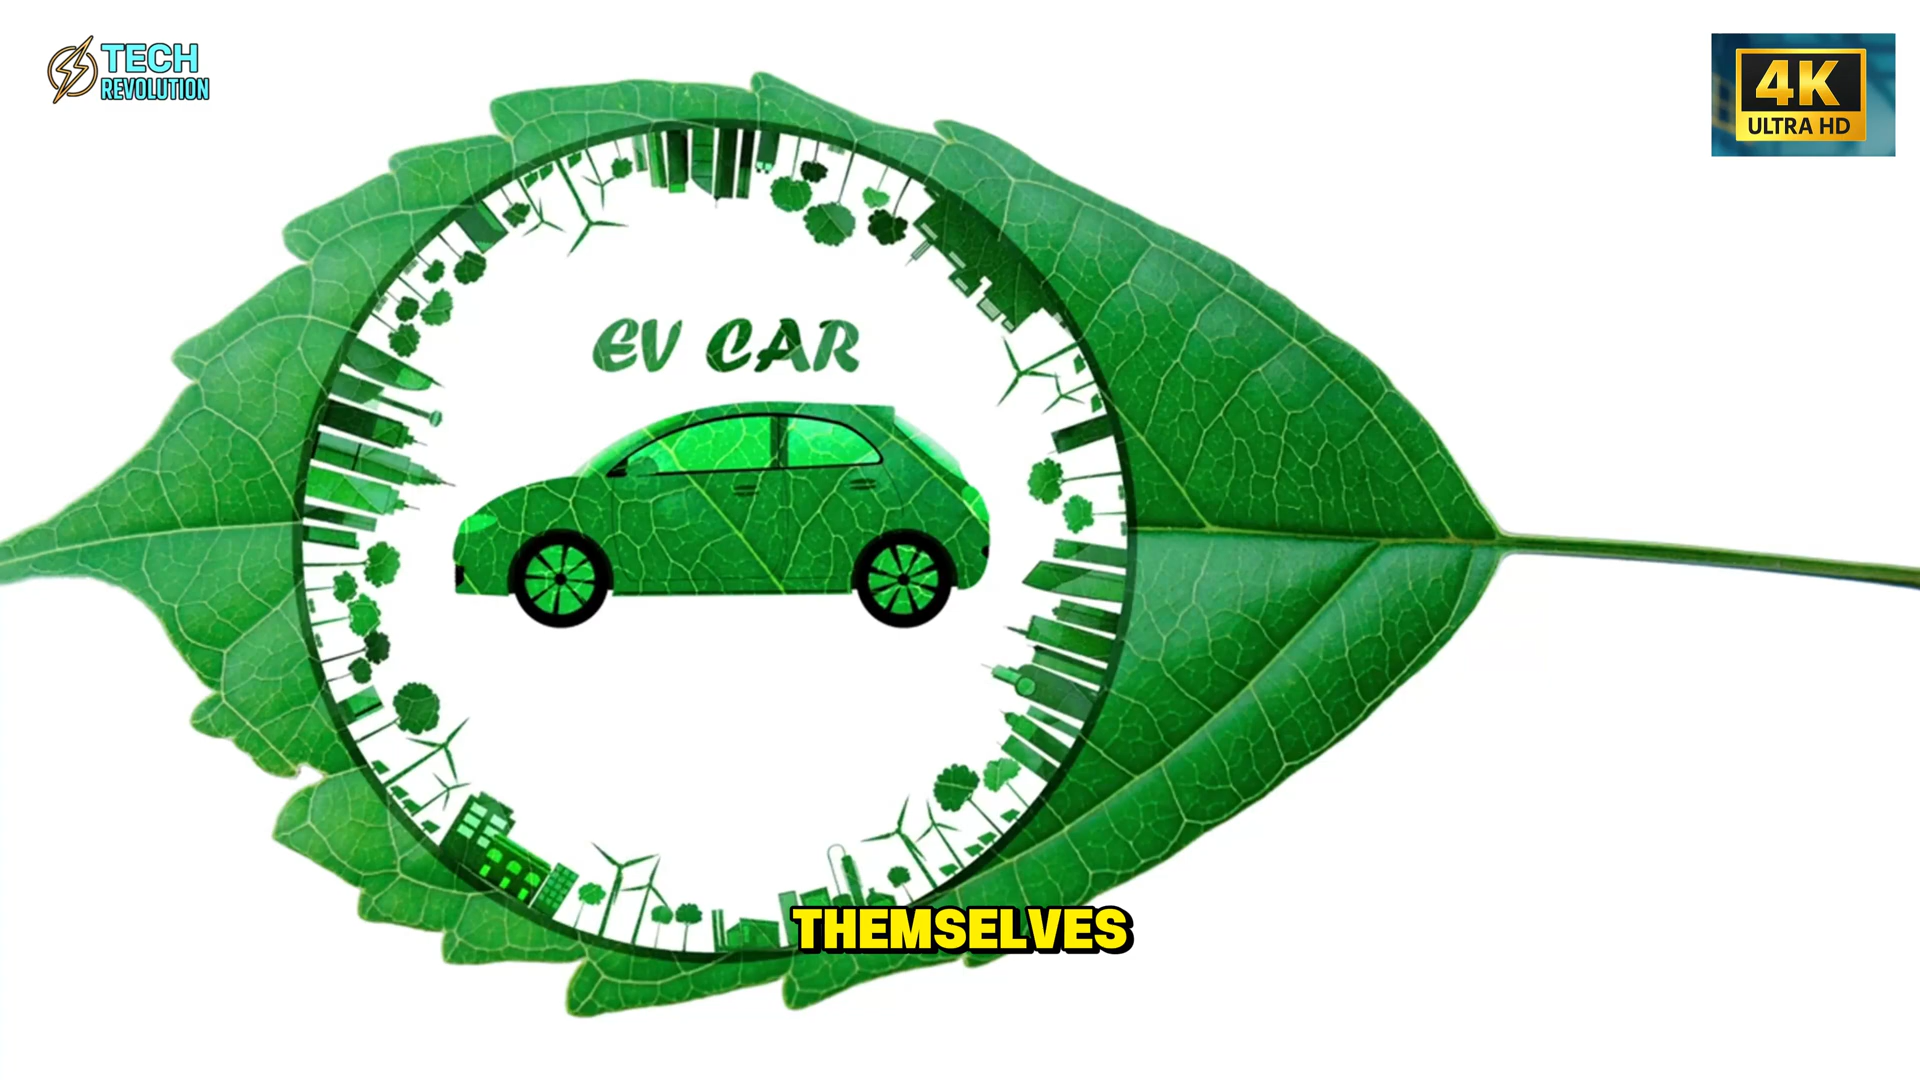 TECH
REVOLUTION
4K
ULTRA HD
EV CAR
THEMSELVES